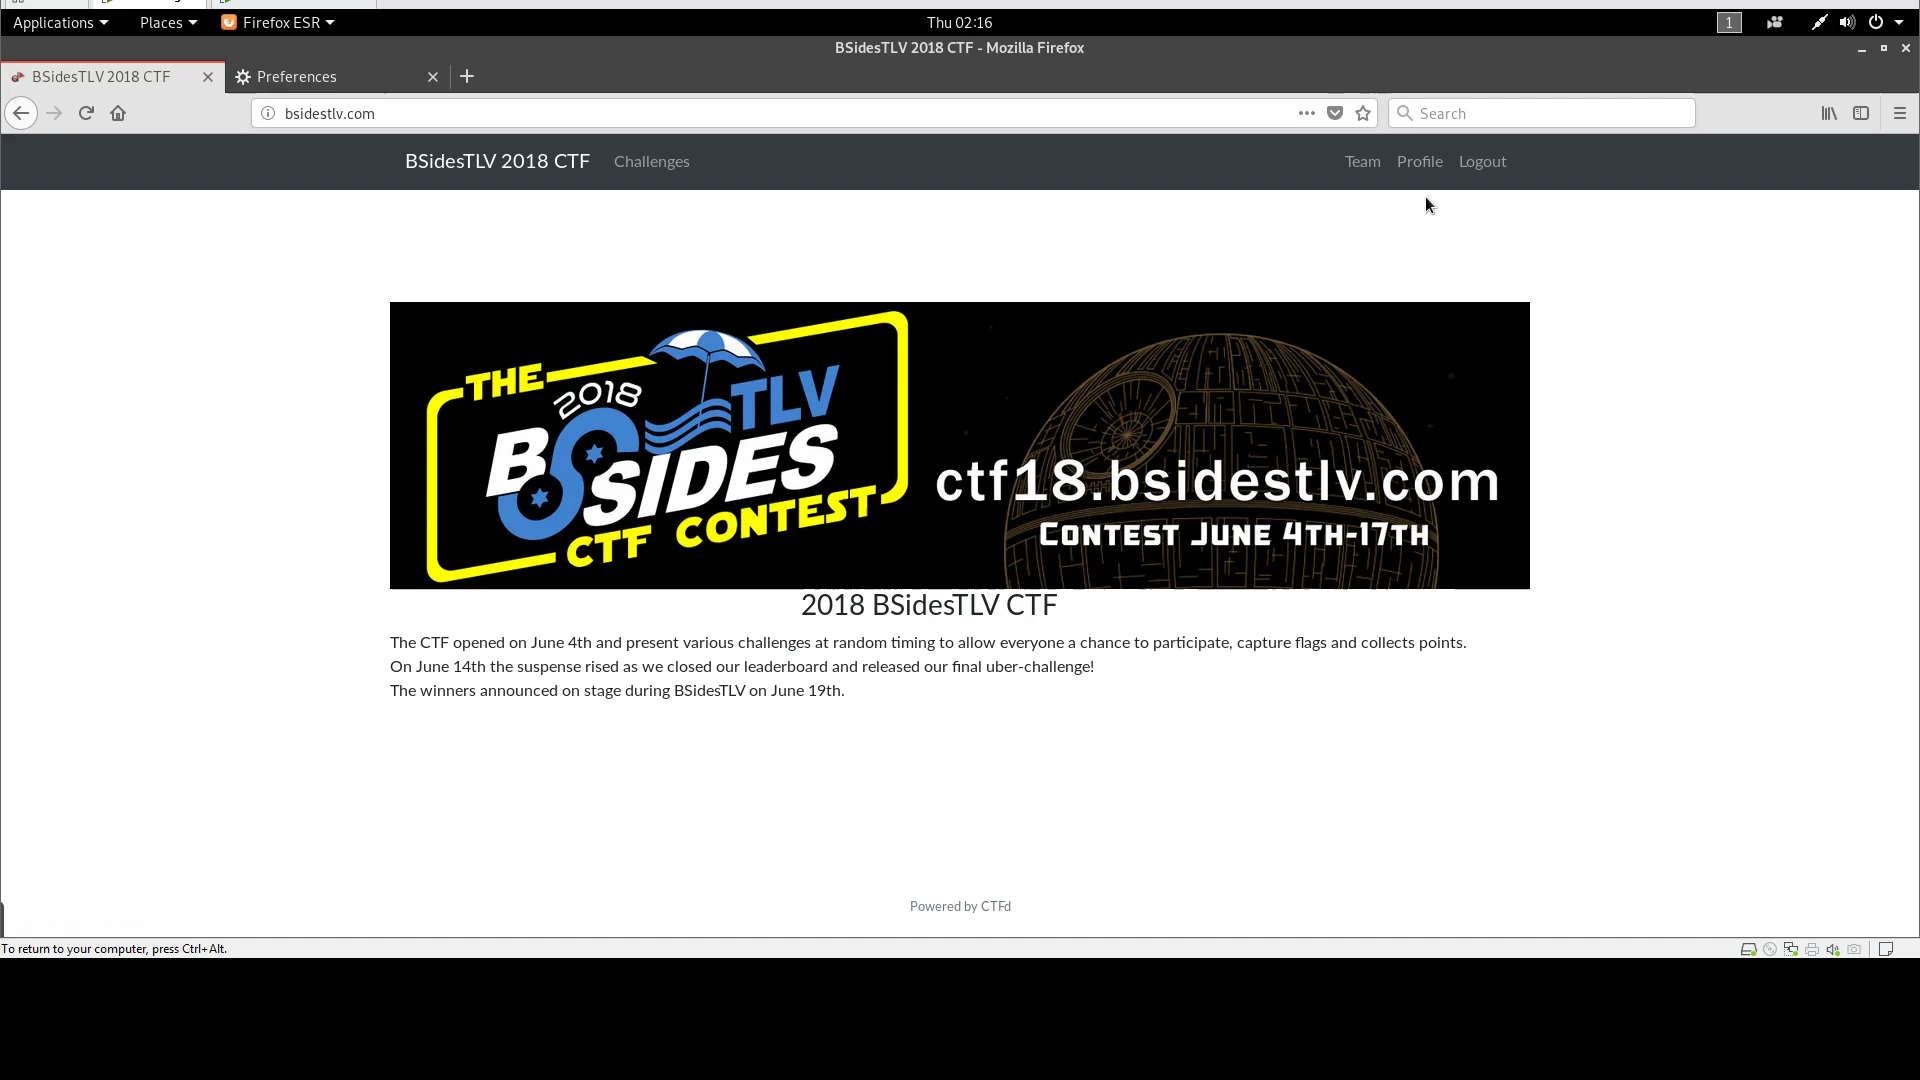 Applications
Places
Firefox ESR
Thu 02:16
1
BSidesTLV 2018 CTF - Mozilla Firefox
BSidesTLV 2018 CTF
Preferences
bsidestlv.com
Search
BSidesTLV 2018 CTF
Challenges
Team
Profile
Logout
THE
2018
TLV
BSIDES
CTF CONTEST
ctf18.bsidestlv.com
CONTEST JUNE 4TH-17TH
2018 BSidesTLV CTF
The CTF opened on June 4th and present various challenges at random timing to allow everyone a chance to participate, capture flags and collects points.
On June 14th the suspense rised as we closed our leaderboard and released our final uber-challenge!
The winners announced on stage during BSidesTLV on June 19th.
Powered by CTFd
To return to your computer, press Ctrl+Alt.